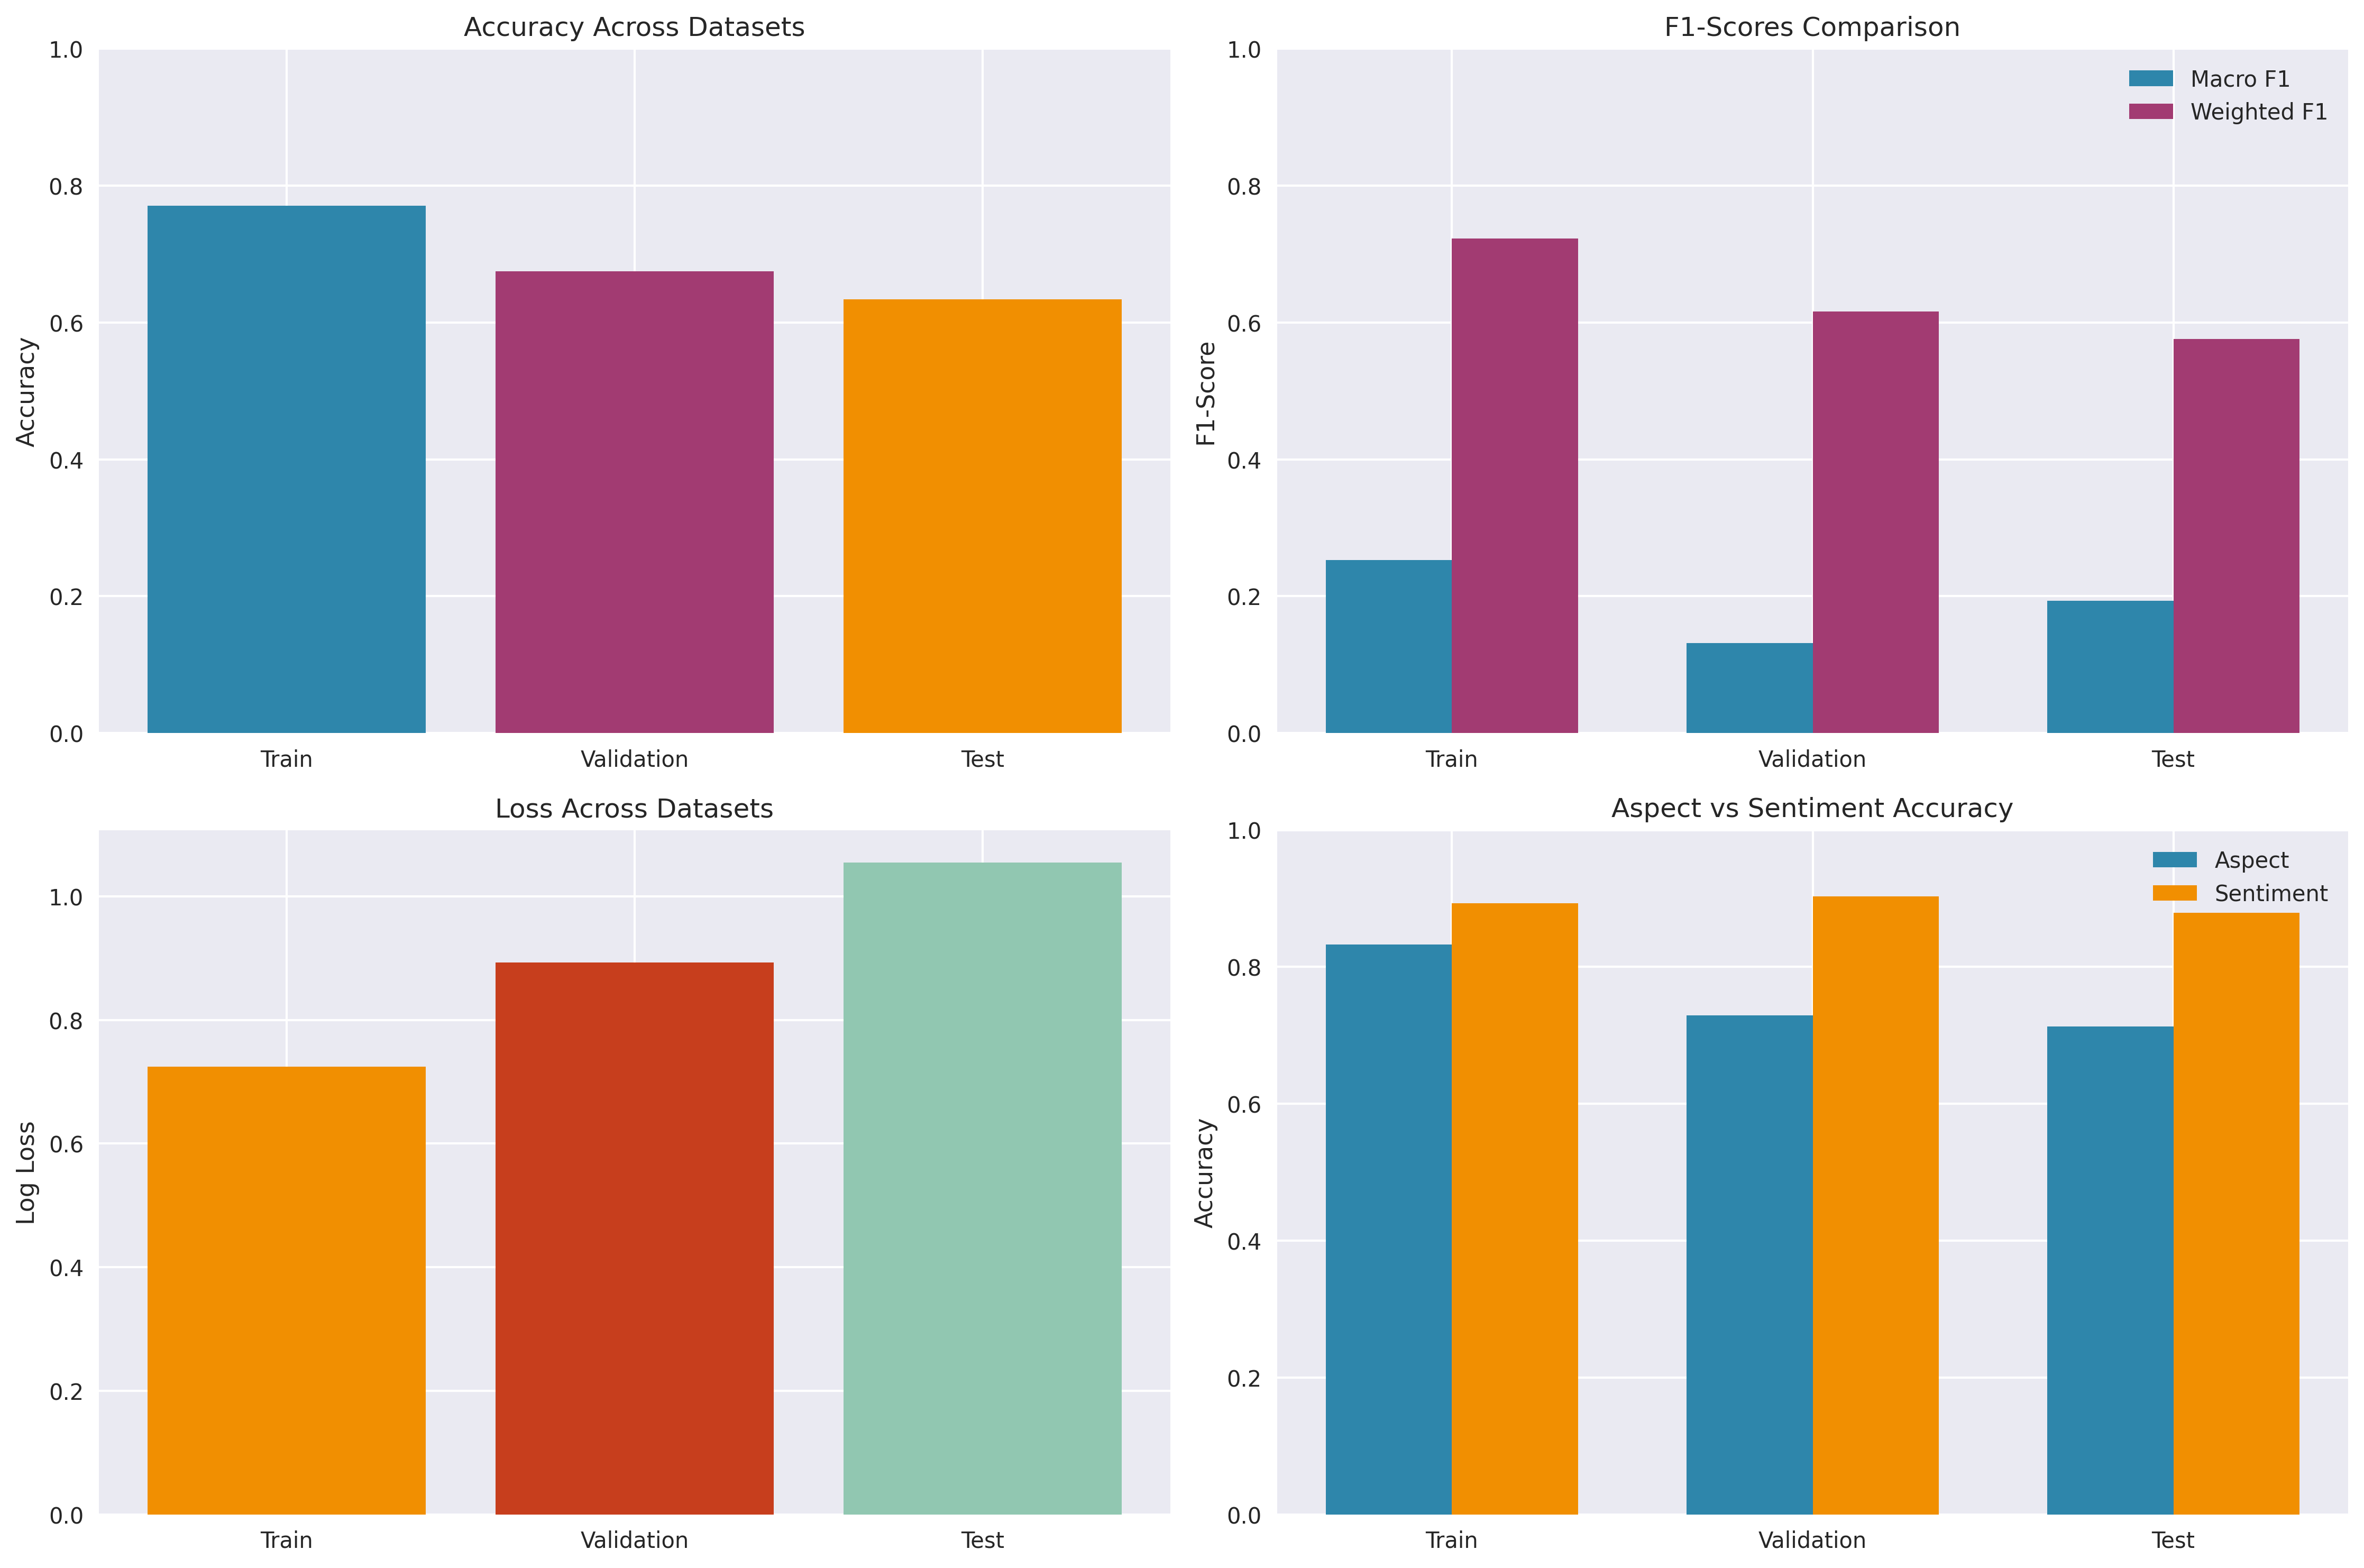 Accuracy Across Datasets
1.0
0.8
0.6
0.4
0.2
0.0
Accuracy
Train Validation Test
F1-Scores Comparison
1.0
0.8
0.6
0.4
0.2
0.0
F1-Score
Macro F1
Weighted F1
Train Validation Test
Loss Across Datasets
1.0
0.8
0.6
0.4
0.2
0.0
Log Loss
Train Validation Test
Aspect vs Sentiment Accuracy
1.0
0.8
0.6
0.4
0.2
0.0
Accuracy
Aspect
Sentiment
Train Validation Test